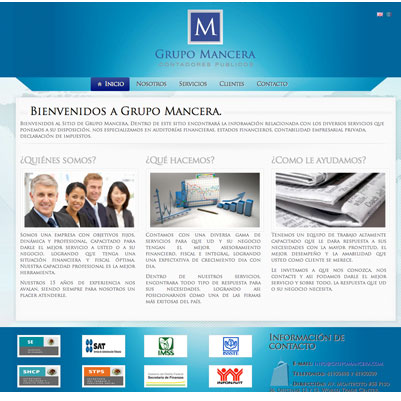 M
GRUPO MANCERA
CONTADORES PÚBLICOS
Inicio
Nosotros
Servicios
Clientes
Contacto
Bienvenidos a Grupo Mancera.
Bienvenidos al sitio de Grupo Mancera, dentro de este sitio encontrará la información relacionada con los diversos servicios que
ponemos a su disposición, nos especializamos en auditorías financieras, estados financieros, contabilidad empresarial privada,
declaración de impuestos.
¿Quiénes somos?
Somos una empresa con objetivos fijos,
dinámica y profesional, capacitado para
darle el mejor servicio a usted o a su
negocio, logrando que tenga una
situación financiera y fiscal óptima.
Nuestra capacidad profesional es la mejor
herramienta.
Nuestros 15 años de experiencia nos
avalan, siendo siempre para nosotros un
placer atenderle.
¿Qué hacemos?
Contamos con una diversa gama de
servicios para que ud y su negocio
tengan el mejor asesoramiento
financiero, fiscal e integral, logrando
una expectativa de crecimiento día con
día.
Dentro de nuestros servicios,
encontrara todo tipo de respuesta para
sus necesidades, logrando así
posicionarnos como una de las firmas
más exitosas del país.
¿Como le ayudamos?
Tenemos un equipo de trabajo altamente
capacitado que le dara respuesta a sus
necesidades con la mayor prontitud, el
mejor desempeño y la amabilidad que
usted como cliente se merece.
Le invitamos a que nos conozca, nos
contacte y así podamos darle el mejor
servicio y sobre todo, la respuesta que ud
o su negocio necesita.
SE
SAT
IMSS
ISSSTE
SHCP
STPS
Secretaría de Finanzas
INFONAVIT
Información de
contacto